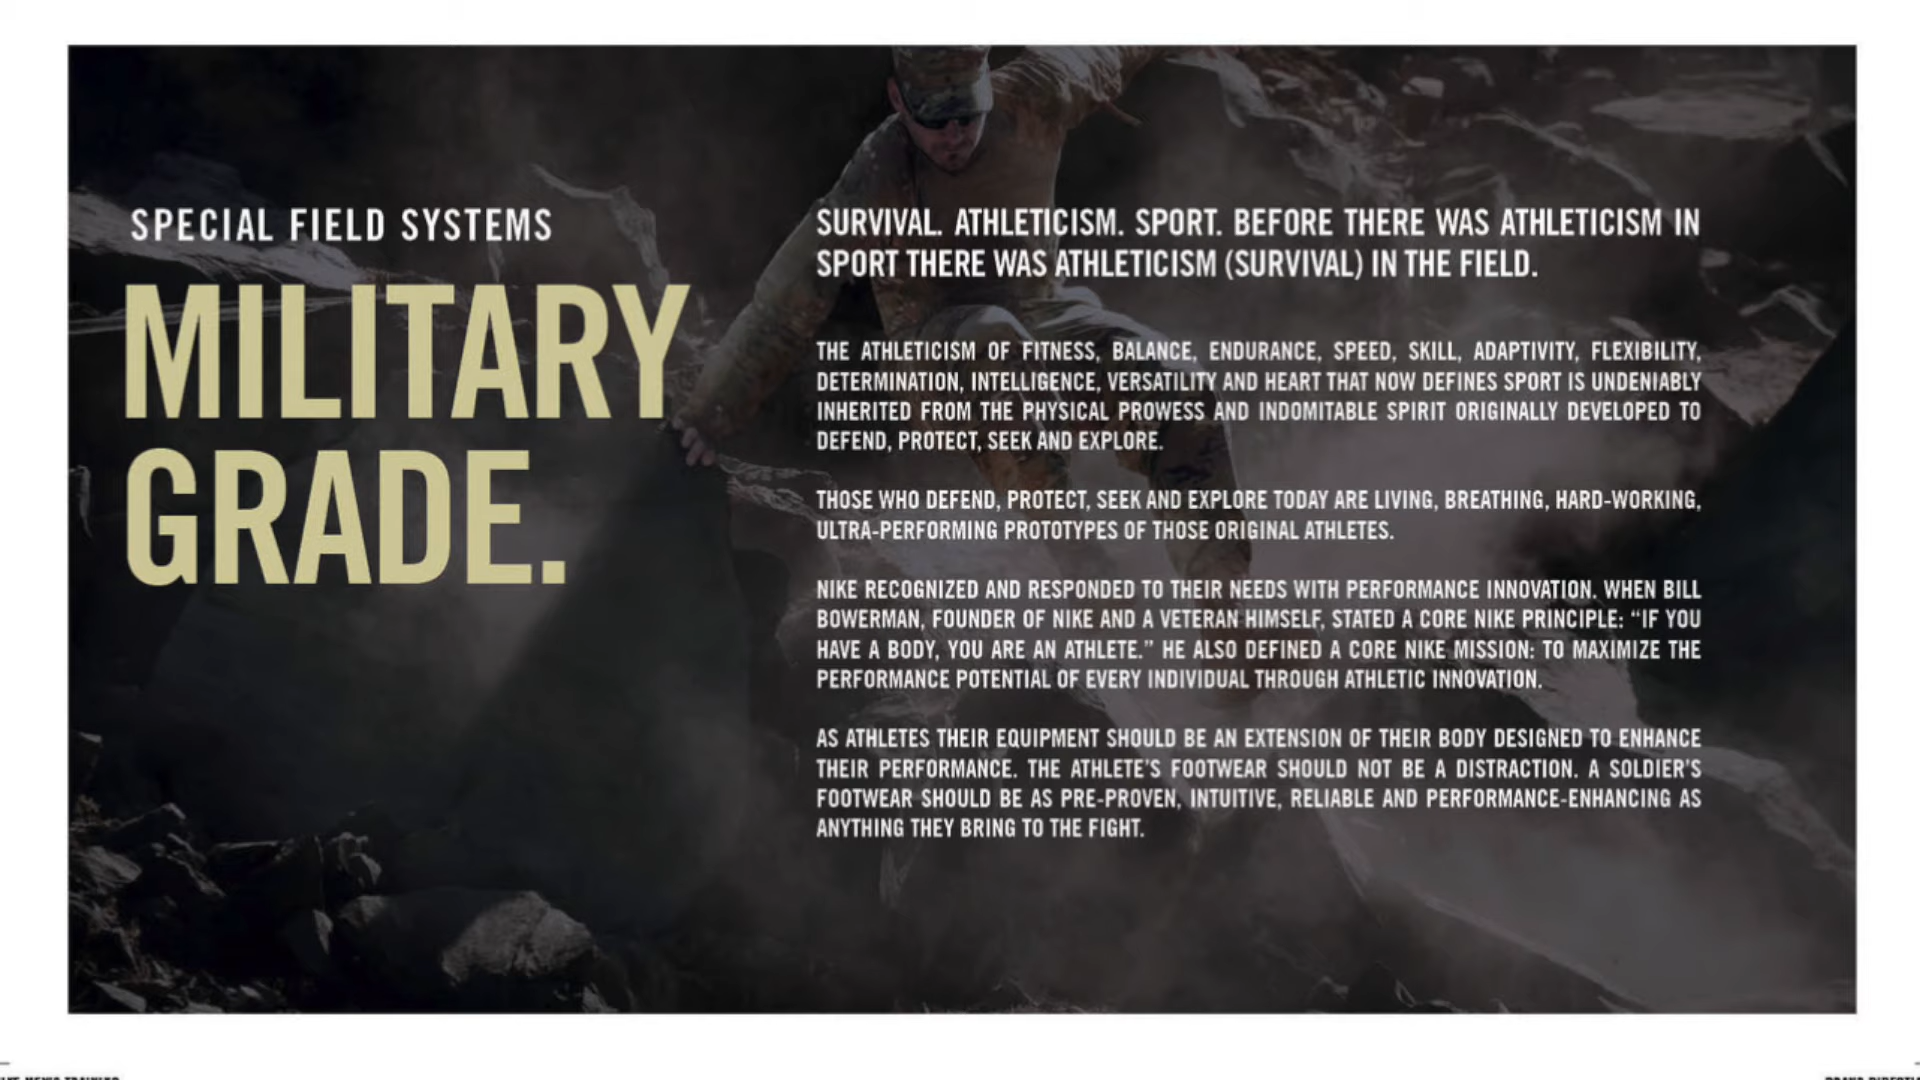 SPECIAL FIELD SYSTEMS
MILITARY
GRADE.
SURVIVAL. ATHLETICISM. SPORT. BEFORE THERE WAS ATHLETICISM IN
SPORT THERE WAS ATHLETICISM (SURVIVAL) IN THE FIELD.
THE ATHLETICISM OF FITNESS, BALANCE, ENDURANCE, SPEED, SKILL, ADAPTIVITY, FLEXIBILITY,
DETERMINATION, INTELLIGENCE, VERSATILITY AND HEART THAT NOW DEFINES SPORT IS UNDENIABLY
INHERITED FROM THE PHYSICAL PROWESS AND INDOMITABLE SPIRIT ORIGINALLY DEVELOPED TO
DEFEND, PROTECT, SEEK AND EXPLORE.
THOSE WHO DEFEND, PROTECT, SEEK AND EXPLORE TODAY ARE LIVING, BREATHING, HARD-WORKING,
ULTRA-PERFORMING PROTOTYPES OF THOSE ORIGINAL ATHLETES.
NIKE RECOGNIZED AND RESPONDED TO THEIR NEEDS WITH PERFORMANCE INNOVATION. WHEN BILL
BOWERMAN, FOUNDER OF NIKE AND A VETERAN HIMSELF, STATED A CORE NIKE PRINCIPLE: “IF YOU
HAVE A BODY, YOU ARE AN ATHLETE.” HE ALSO DEFINED A CORE NIKE MISSION: TO MAXIMIZE THE
PERFORMANCE POTENTIAL OF EVERY INDIVIDUAL THROUGH ATHLETIC INNOVATION.
AS ATHLETES THEIR EQUIPMENT SHOULD BE AN EXTENSION OF THEIR BODY DESIGNED TO ENHANCE
THEIR PERFORMANCE. THE ATHLETE'S FOOTWEAR SHOULD NOT BE A DISTRACTION. A SOLDIER'S
FOOTWEAR SHOULD BE AS PRE-PROVEN, INTUITIVE, RELIABLE AND PERFORMANCE-ENHANCING AS
ANYTHING THEY BRING TO THE FIGHT.